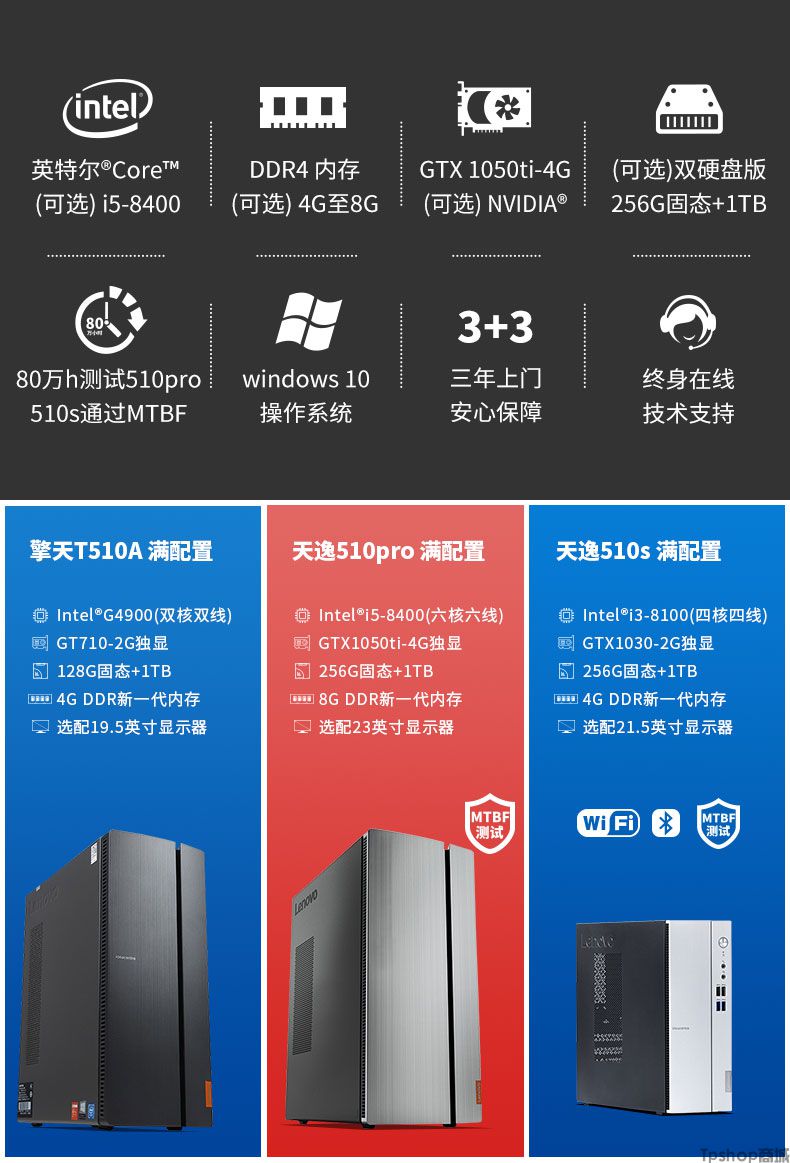 intel
英特尔®Core™
(可选) i5-8400
DDR4 内存
(可选) 4G至8G
GTX 1050ti-4G
(可选) NVIDIA®
(可选)双硬盘版
256G固态+1TB
80
万小时
80万h测试510pro
510s通过MTBF
windows 10
操作系统
3+3
三年上门
安心保障
终身在线
技术支持
擎天T510A 满配置
Intel®G4900(双核双线)
GT710-2G独显
128G固态+1TB
4G DDR新一代内存
选配19.5英寸显示器
Lenovo
天逸510pro 满配置
Intel®i5-8400(六核六线)
GTX1050ti-4G独显
256G固态+1TB
8G DDR新一代内存
选配23英寸显示器
MTBF
测试
Lenovo
天逸510s 满配置
Intel®i3-8100(四核四线)
GTX1030-2G独显
256G固态+1TB
4G DDR新一代内存
选配21.5英寸显示器
WiFi
MTBF
测试
Lenovo
Tpshop商城